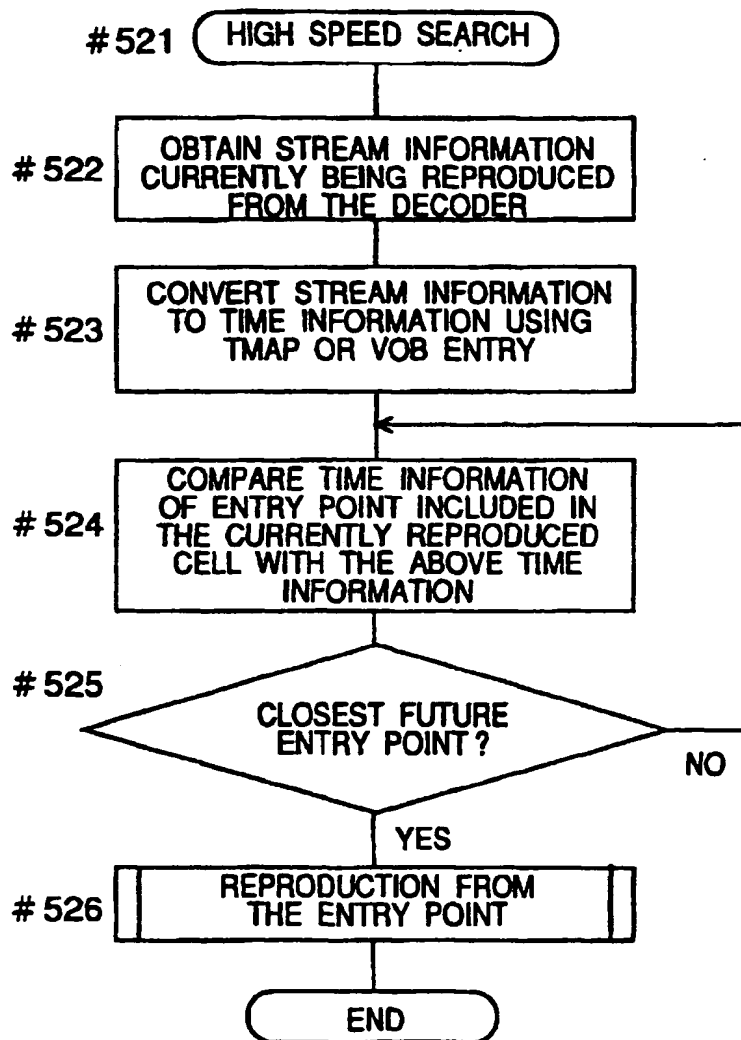 #521 HIGH SPEED SEARCH
#522 OBTAIN STREAM INFORMATION
CURRENTLY BEING REPRODUCED
FROM THE DECODER
#523 CONVERT STREAM INFORMATION
TO TIME INFORMATION USING
TMAP OR VOB ENTRY
#524 COMPARE TIME INFORMATION
OF ENTRY POINT INCLUDED IN
THE CURRENTLY REPRODUCED
CELL WITH THE ABOVE TIME
INFORMATION
#525 CLOSEST FUTURE
ENTRY POINT?
NO
YES
#526 REPRODUCTION FROM
THE ENTRY POINT
END